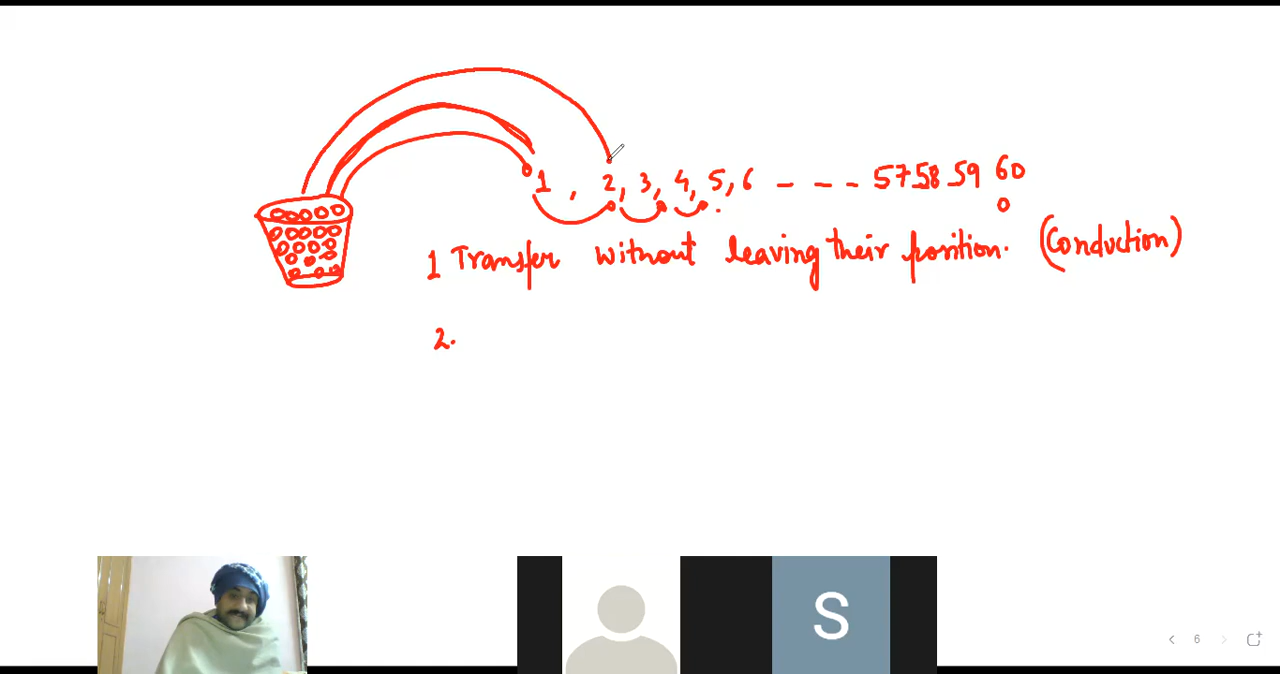 1, 2, 3, 4, 5, 6 - - - 57 58 59 60
1 Transfer without leaving their position. (Conduction)
2.
S
6